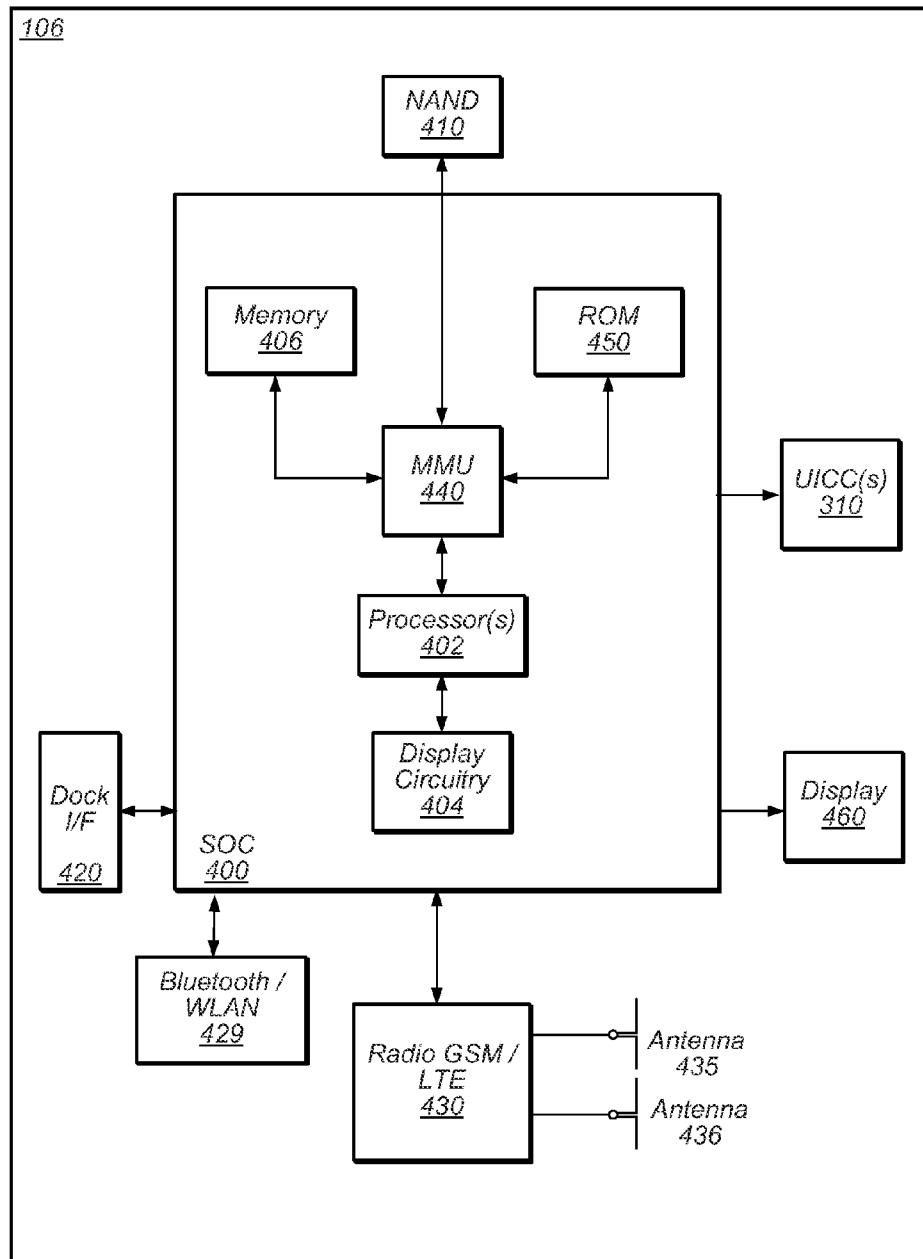 106
NAND
410
Memory
406
ROM
450
MMU
440
UICC(s)
310
Processor(s)
402
Display
Circuitry
404
Dock
I/F
420
Display
460
SOC
400
Bluetooth /
WLAN
429
Radio GSM /
LTE
430
Antenna
435
Antenna
436